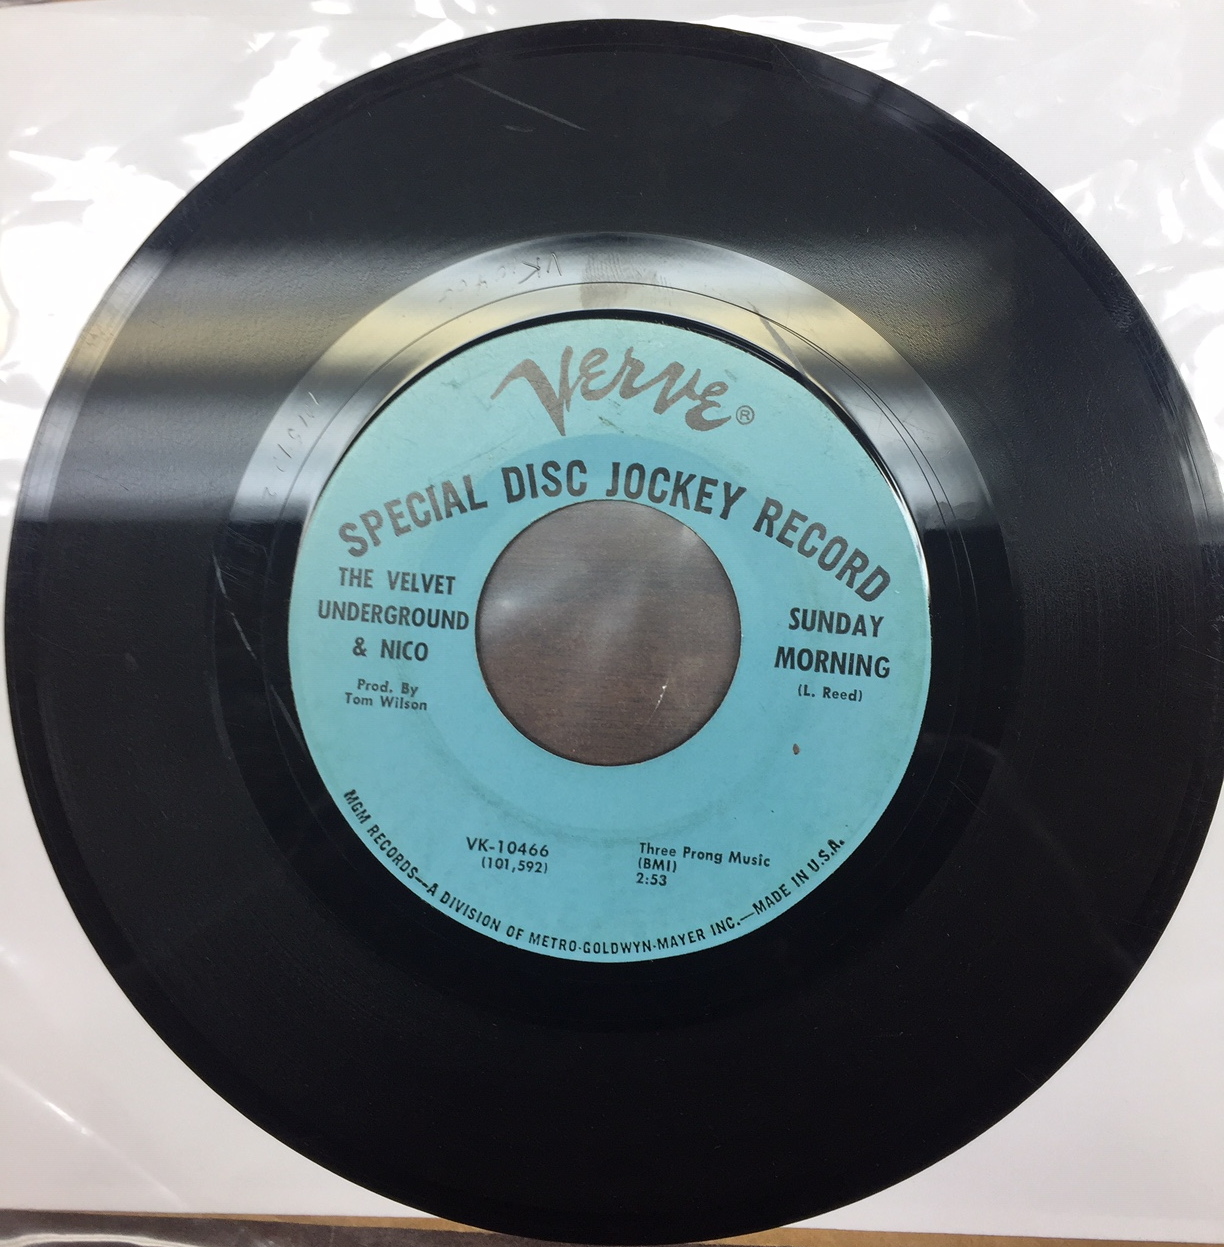 Verve®
SPECIAL DISC JOCKEY RECORD
THE VELVET
UNDERGROUND
& NICO
Prod. By
Tom Wilson
SUNDAY
MORNING
(L. Reed)
VK-10466
(101,592)
Three Prong Music
(BMI)
2:53
MGM RECORDS—A DIVISION OF METRO-GOLDWYN-MAYER INC.—MADE IN U.S.A.